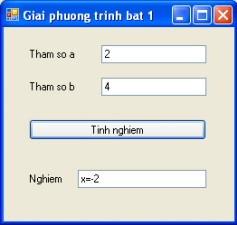 Giai phuong trinh bat 1
Tham so a 2
Tham so b 4
Tinh nghiem
Nghiem x=-2